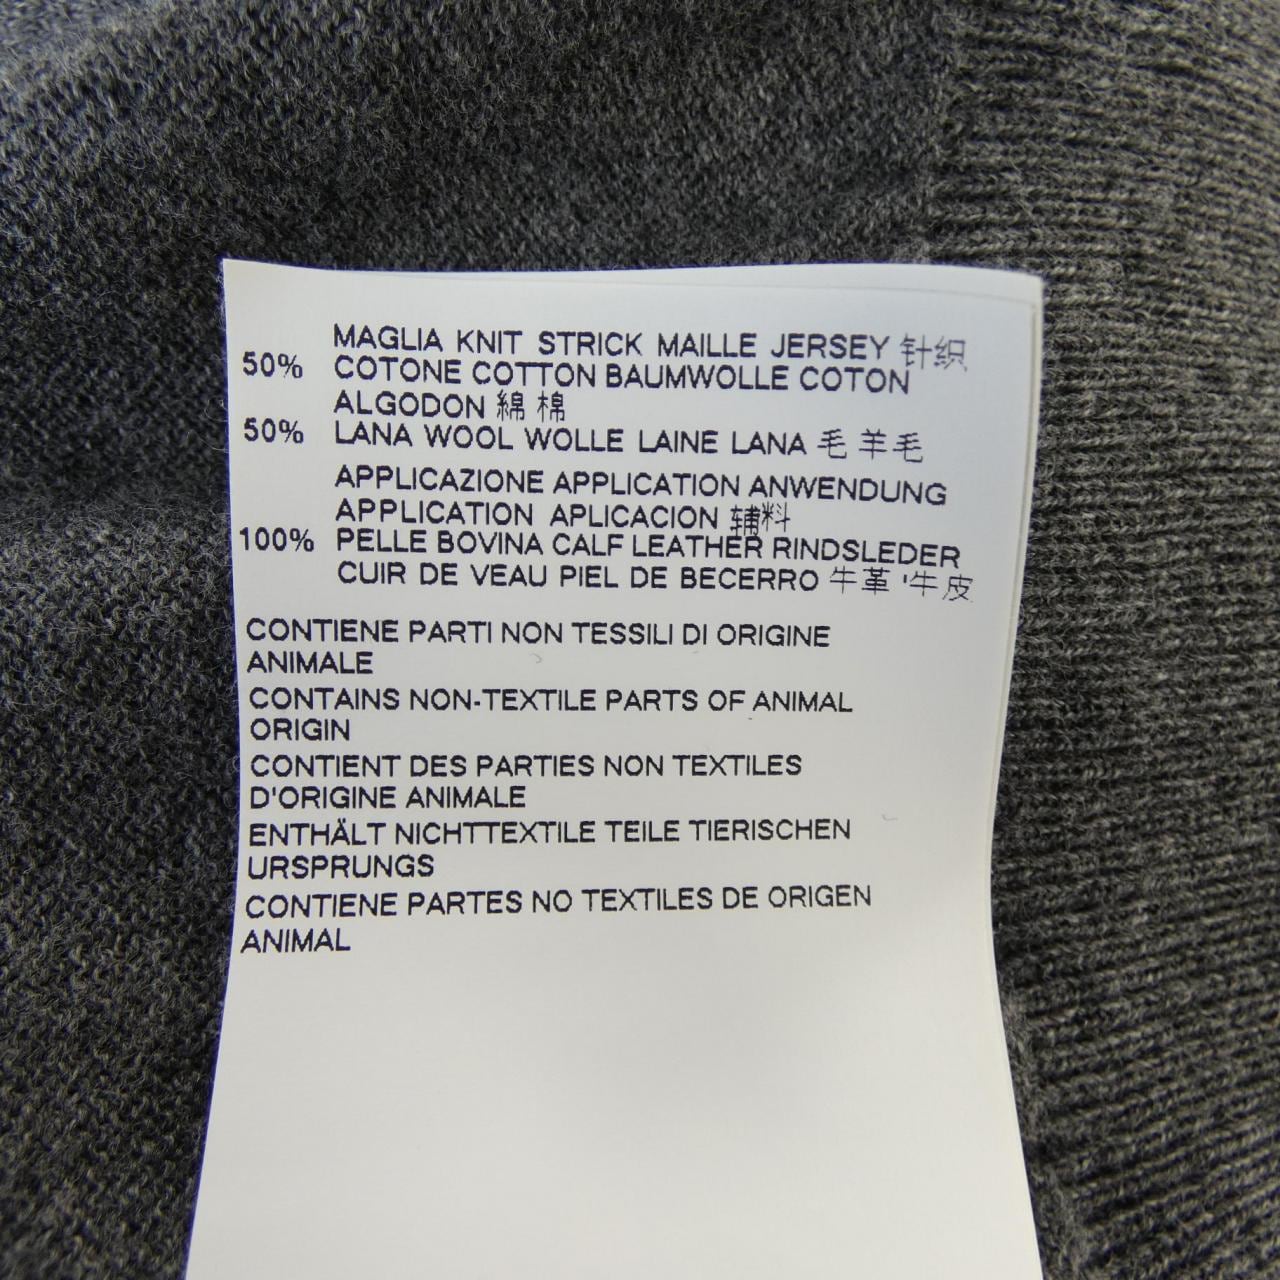 MAGLIA KNIT STRICK MAILLE JERSEY 针织
50% COTONE COTTON BAUMWOLLE COTON
ALGODON 綿 棉
50% LANA WOOL WOLLE LAINE LANA 毛 羊毛
APPLICAZIONE APPLICATION ANWENDUNG
APPLICATION APLICACION 辅料
100% PELLE BOVINA CALF LEATHER RINDSLEDER
CUIR DE VEAU PIEL DE BECERRO 牛革 '牛皮
CONTIENE PARTI NON TESSILI DI ORIGINE
ANIMALE
CONTAINS NON-TEXTILE PARTS OF ANIMAL
ORIGIN
CONTIENT DES PARTIES NON TEXTILES
D'ORIGINE ANIMALE
ENTHÄLT NICHTTEXTILE TEILE TIERISCHEN
URSPRUNGS
CONTIENE PARTES NO TEXTILES DE ORIGEN
ANIMAL